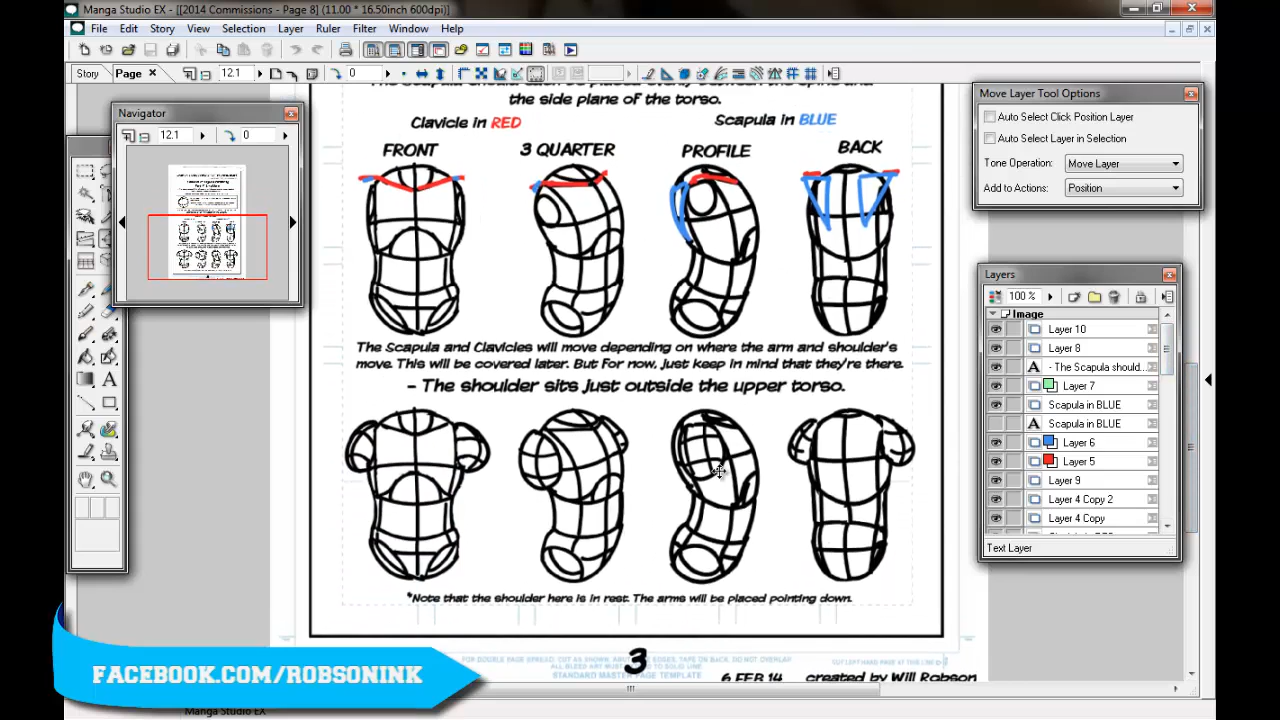 Manga Studio EX - [[2014 Commissions - Page 8] (11.00 * 16.50inch 600dpi)]
File Edit Story View Selection Layer Ruler Filter Window Help
Story Page 12.1 0
Navigator
12.1 0
the side plane of the torso.
Clavicle in RED
Scapula in BLUE
FRONT
3 QUARTER
PROFILE
BACK
The Scapula and Clavicles will move depending on where the arm and shoulder's
move. This will be covered later. But For now, just keep in mind that they're there.
- The shoulder sits just outside the upper torso.
*Note that the shoulder here is in rest. The arms will be placed pointing down.
3
6 FEB 14 created by Will Robson
STANDARD MASTER PAGE TEMPLATE
Move Layer Tool Options
Auto Select Click Position Layer
Auto Select Layer in Selection
Tone Operation: Move Layer
Add to Actions: Position
Layers
100 %
Image
Layer 10
Layer 8
A - The Scapula should...
Layer 7
Scapula in BLUE
A Scapula in BLUE
Layer 6
Layer 5
Layer 9
Layer 4 Copy 2
Layer 4 Copy
Text Layer
FACEBOOK.COM/ROBSONINK
Manga Studio EX